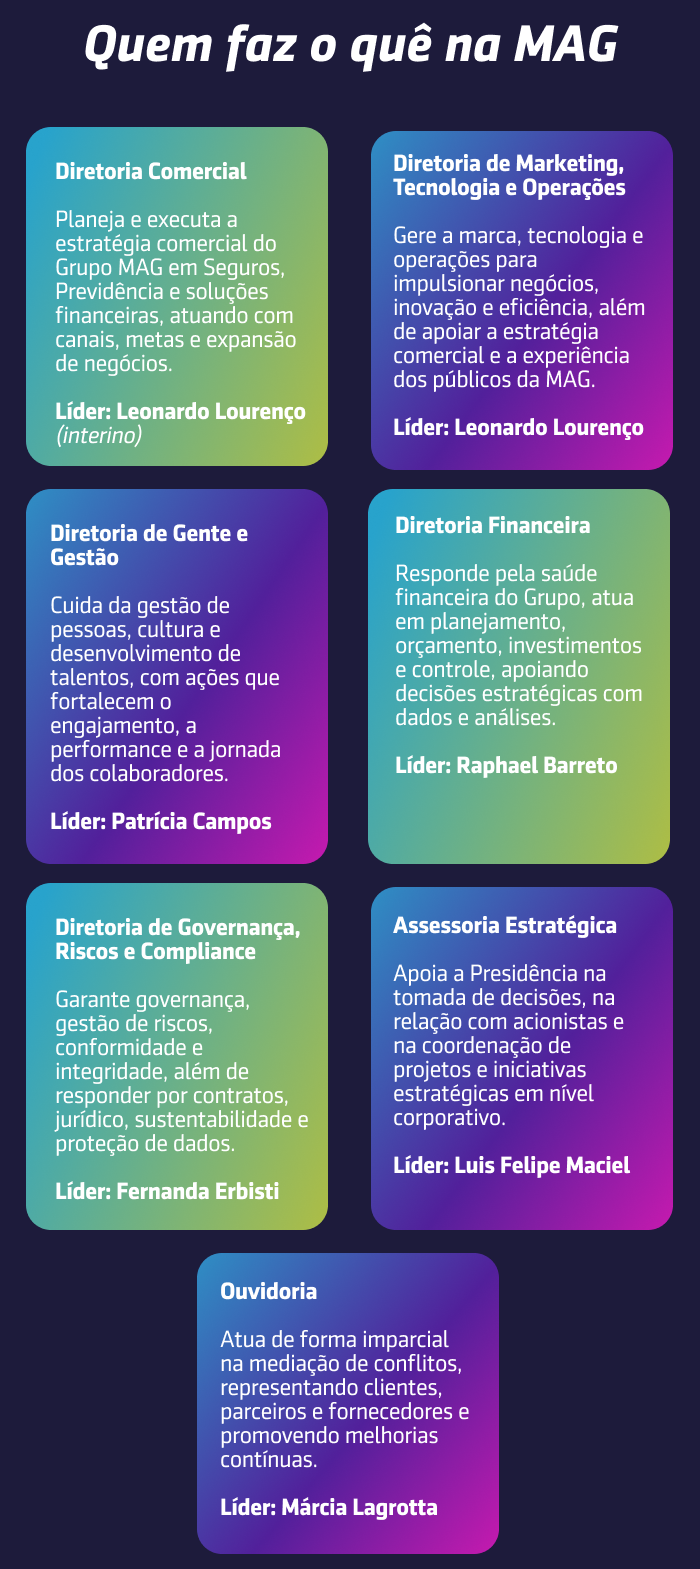 Quem faz o quê na MAG
Diretoria Comercial
Planeja e executa a
estratégia comercial do
Grupo MAG em Seguros,
Previdência e soluções
financeiras, atuando com
canais, metas e expansão
de negócios.
Líder: Leonardo Lourenço
(interino)
Diretoria de Marketing,
Tecnologia e Operações
Gere a marca, tecnologia e
operações para
impulsionar negócios,
inovação e eficiência, além
de apoiar a estratégia
comercial e a experiência
dos públicos da MAG.
Líder: Leonardo Lourenço
Diretoria de Gente e
Gestão
Cuida da gestão de
pessoas, cultura e
desenvolvimento de
talentos, com ações que
fortalecem o
engajamento, a
performance e a jornada
dos colaboradores.
Líder: Patrícia Campos
Diretoria Financeira
Responde pela saúde
financeira do Grupo, atua
em planejamento,
orçamento, investimentos
e controle, apoiando
decisões estratégicas com
dados e análises.
Líder: Raphael Barreto
Diretoria de Governança,
Riscos e Compliance
Garante governança,
gestão de riscos,
conformidade e
integridade, além de
responder por contratos,
jurídico, sustentabilidade e
proteção de dados.
Líder: Fernanda Erbisti
Assessoria Estratégica
Apoia a Presidência na
tomada de decisões, na
relação com acionistas e
na coordenação de
projetos e iniciativas
estratégicas em nível
corporativo.
Líder: Luis Felipe Maciel
Ouvidoria
Atua de forma imparcial
na mediação de conflitos,
representando clientes,
parceiros e fornecedores e
promovendo melhorias
contínuas.
Líder: Márcia Lagrotta